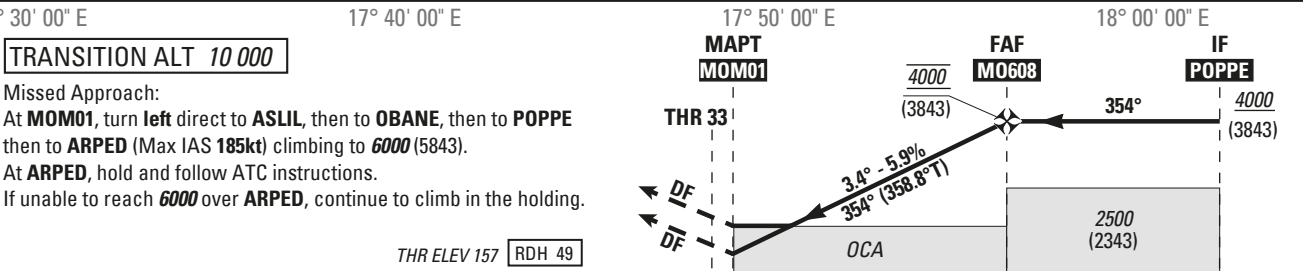 ° 30' 00" E 17° 40' 00" E 17° 50' 00" E 18° 00' 00" E
TRANSITION ALT 10 000
Missed Approach:
At MOM01, turn left direct to ASLIL, then to OBANE, then to POPPE
then to ARPED (Max IAS 185kt) climbing to 6000 (5843).
At ARPED, hold and follow ATC instructions.
If unable to reach 6000 over ARPED, continue to climb in the holding.
THR ELEV 157 RDH 49
MAPT
MOM01
FAF
MO608
IF
POPPE
THR 33
4000
(3843)
354°
4000
(3843)
3.4° - 5.9%
354° (358.8°T)
DF
DF
OCA
2500
(2343)